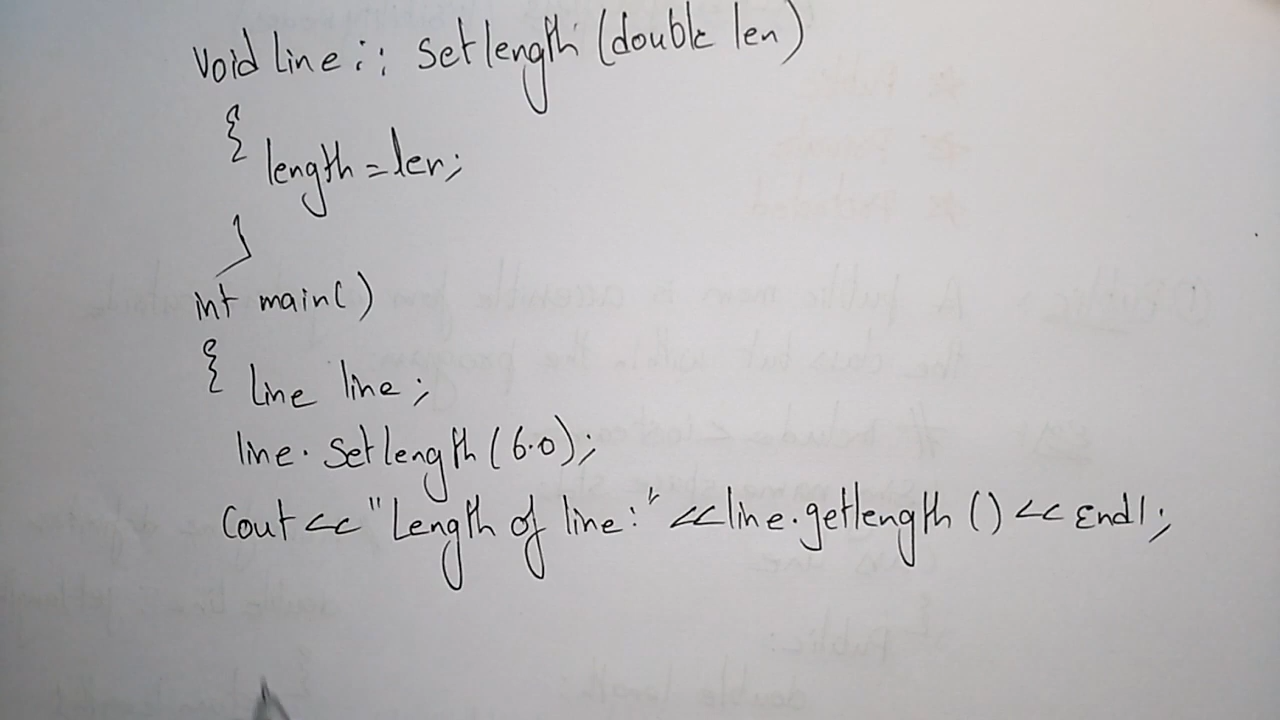 void line :: setlength (double len)
{
length = len;
}
int main()
{ line line ;
line. setlength (6.0);
cout << "Length of line:" << line.getlength () << Endl ;